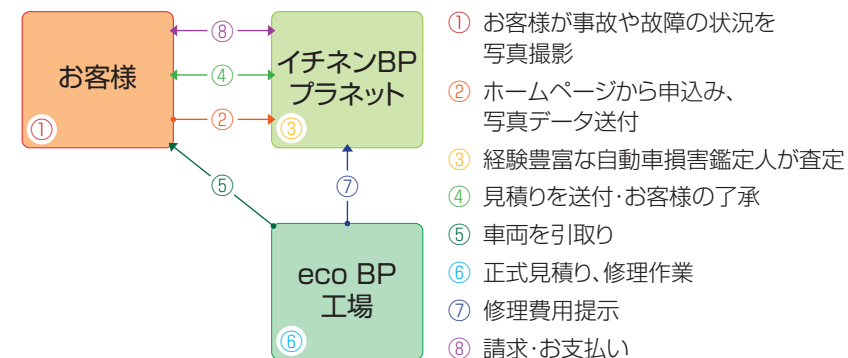 お客様
①
イチネンBP
プラネット
③
⑧
④
②
⑤
⑦
eco BP
工場
⑥
① お客様が事故や故障の状況を
写真撮影
② ホームページから申込み、
写真データ送付
③ 経験豊富な自動車損害鑑定人が査定
④ 見積りを送付・お客様の了承
⑤ 車両を引取り
⑥ 正式見積り、修理作業
⑦ 修理費用提示
⑧ 請求・お支払い